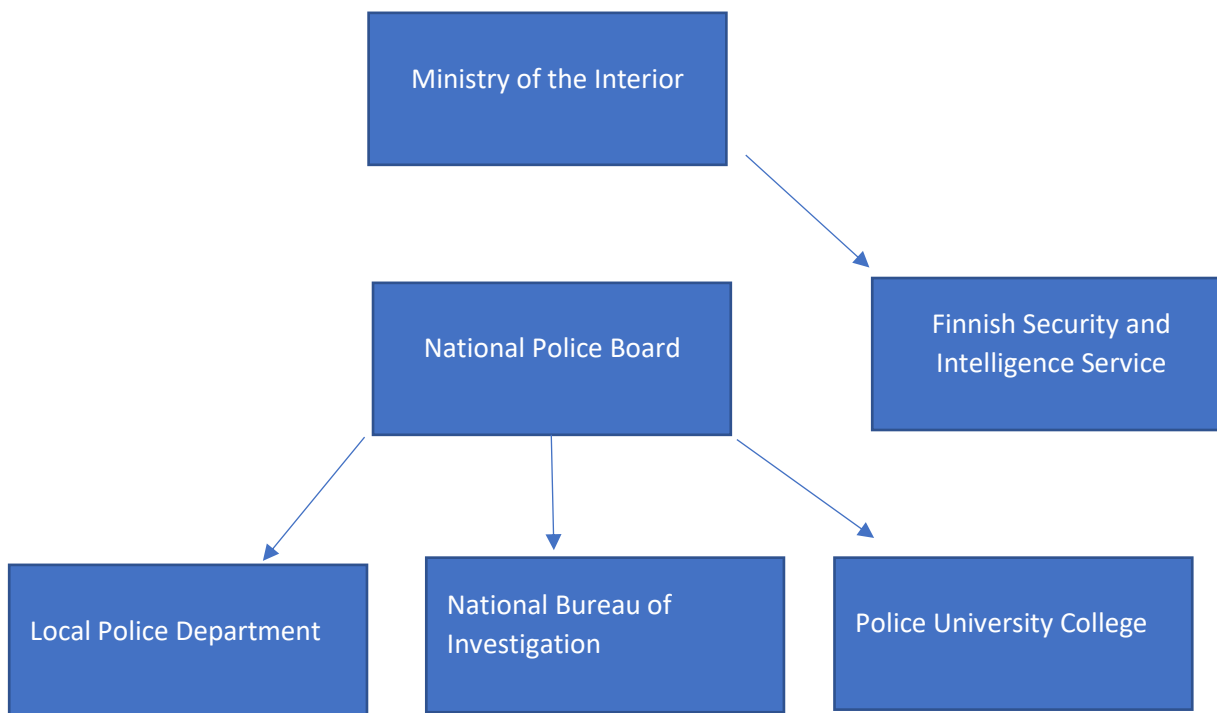 Ministry of the Interior
Finnish Security and
Intelligence Service
National Police Board
Local Police Department
National Bureau of
Investigation
Police University College